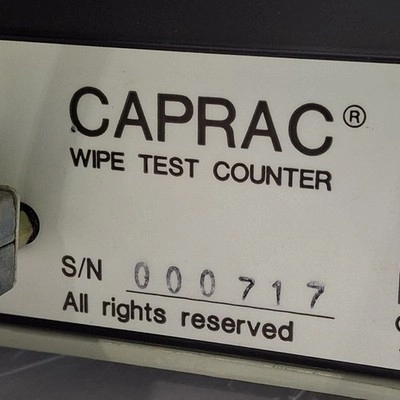 CAPRAC®
WIPE TEST COUNTER
S/N 000717
All rights reserved